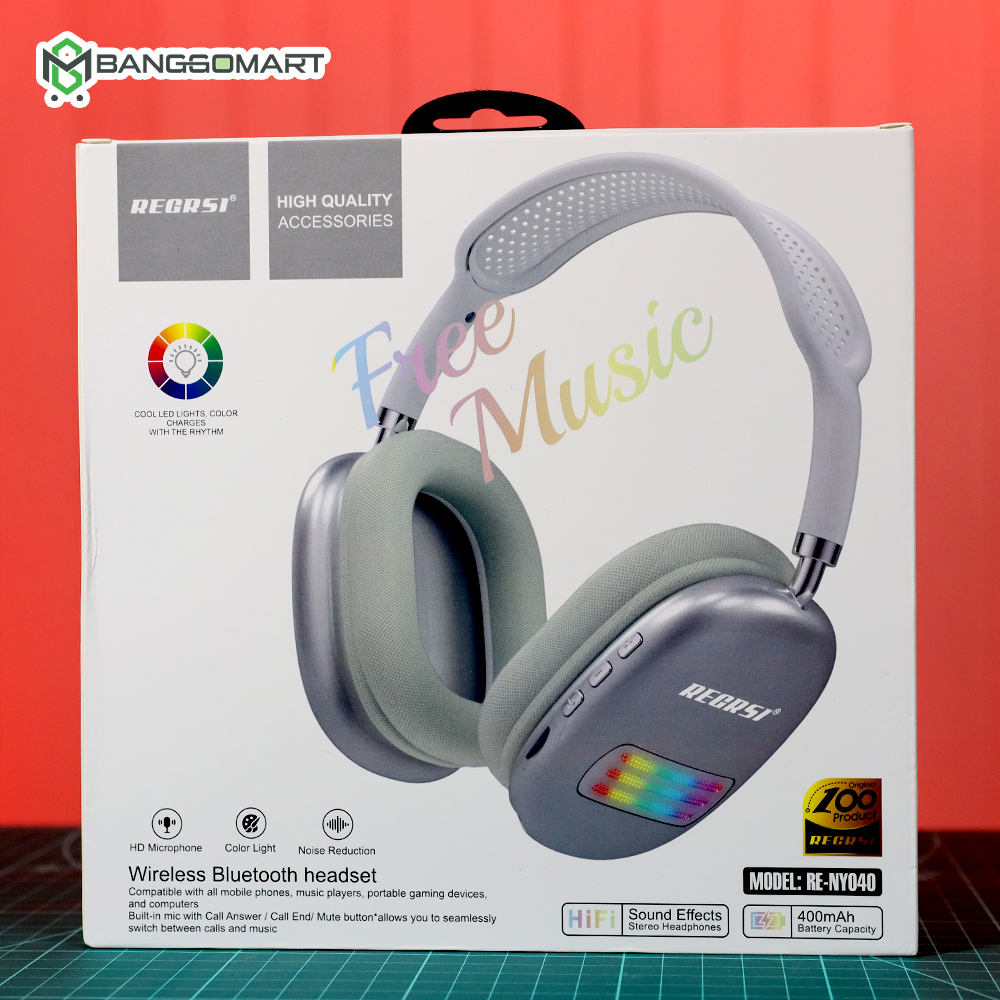 BANGSOMART
REGRSI®
HIGH QUALITY
ACCESSORIES
Free
Music
COOL LED LIGHTS, COLOR
CHARGES
WITH THE RHYTHM
REGRSI®
Original
100
Product
REGRSI
HD Microphone
Color Light
Noise Reduction
Wireless Bluetooth headset
Compatible with all mobile phones, music players, portable gaming devices,
and computers
Built-in mic with Call Answer / Call End/ Mute button*allows you to seamlessly
switch between calls and music
MODEL: RE-NY040
HiFi
Sound Effects
Stereo Headphones
400mAh
Battery Capacity